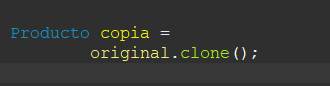 Producto copia =
original.clone();